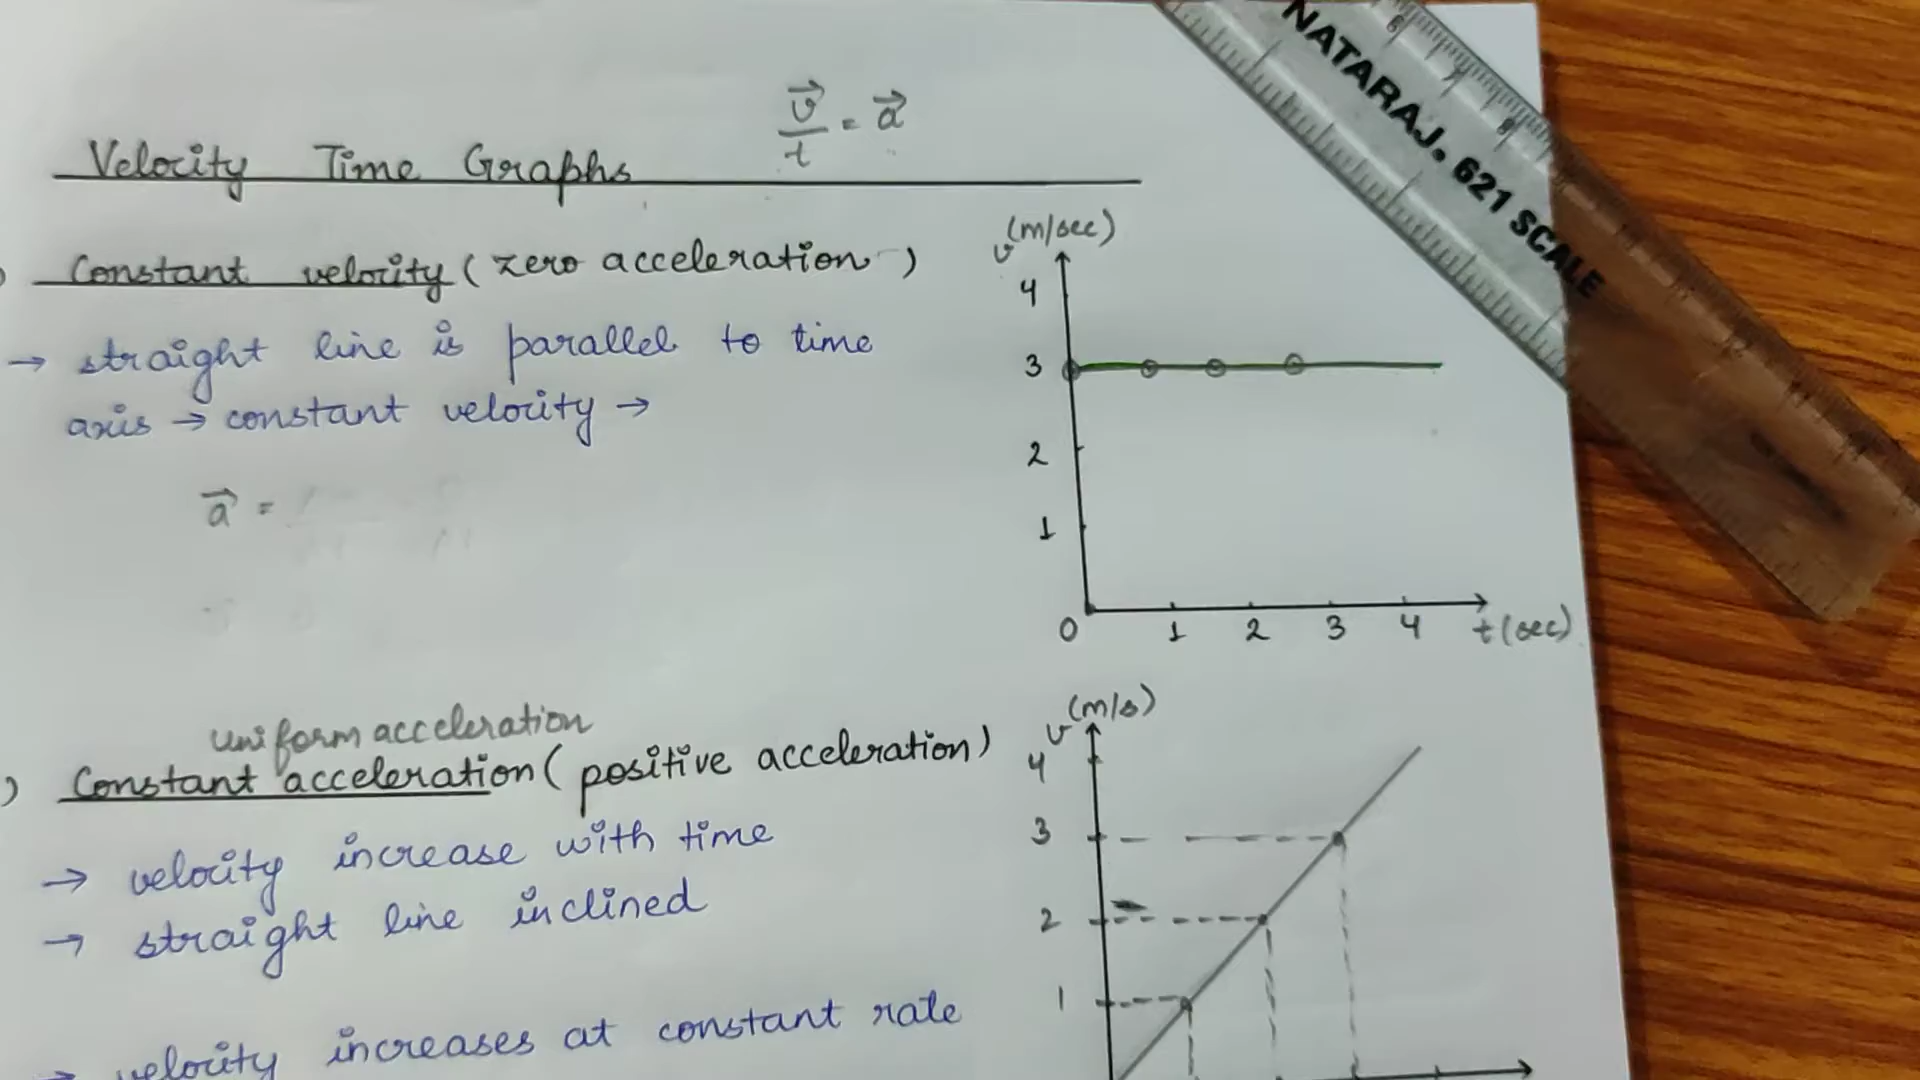 v⃗/t = a⃗
Velocity Time Graphs
) Constant velocity (zero acceleration)
→ straight line is parallel to time
axis → constant velocity →
a⃗ =
v (m/sec)
4
3
2
1
0 1 2 3 4 t (sec)
uniform acceleration
) Constant acceleration (positive acceleration)
→ velocity increase with time
→ straight line inclined
→ velocity increases at constant rate
v (m/s)
4
3
2
1
NATARAJ. 621 SCALE